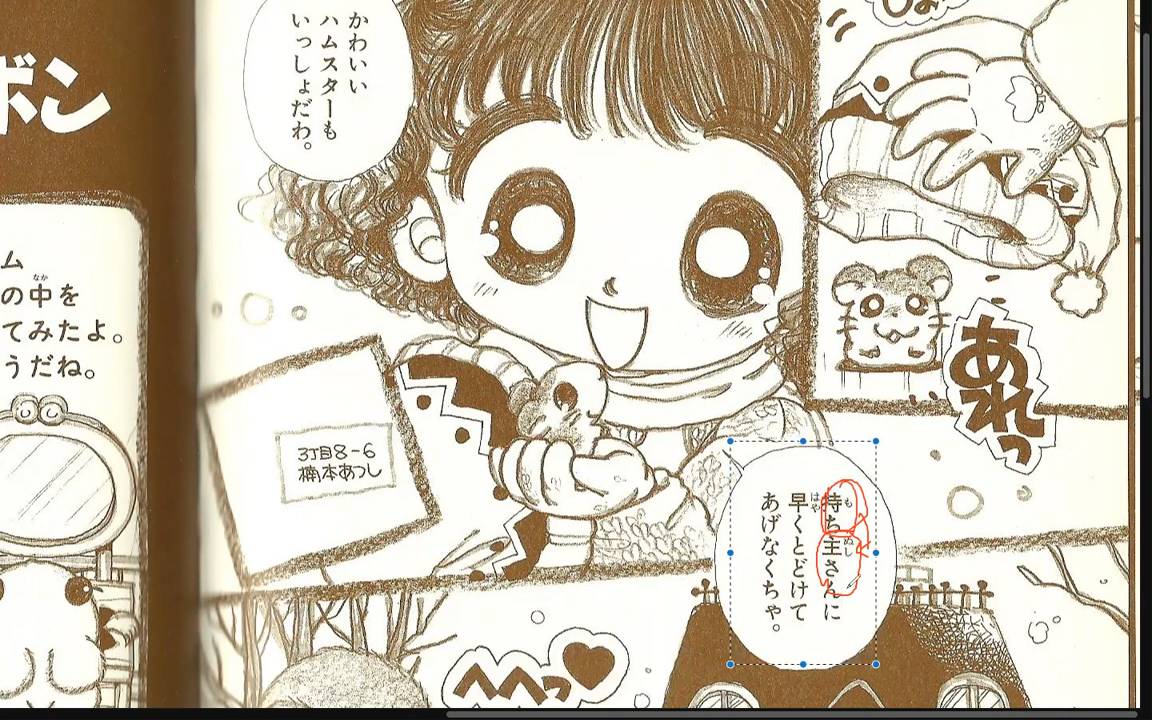 かわいい
ハムスターも
いっしょだわ。
あれっ
3丁目8-6
楠本あつし
持ち主さんに
早くとどけて
あげなくちゃ。
へへっ
ボン
ム
の中を
てみたよ。
うだね。